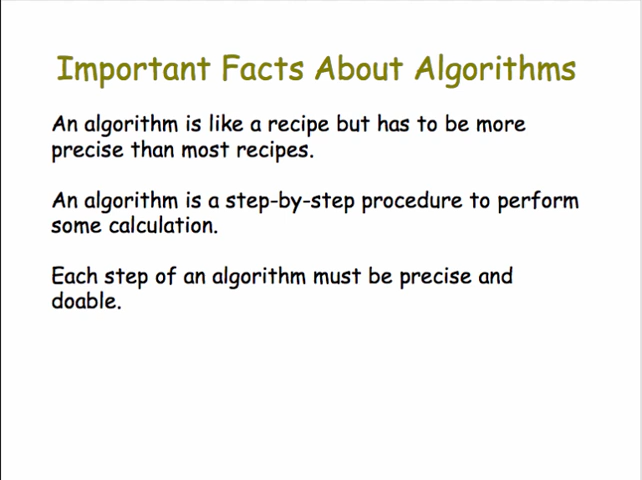 Important Facts About Algorithms
An algorithm is like a recipe but has to be more
precise than most recipes.
An algorithm is a step-by-step procedure to perform
some calculation.
Each step of an algorithm must be precise and
doable.